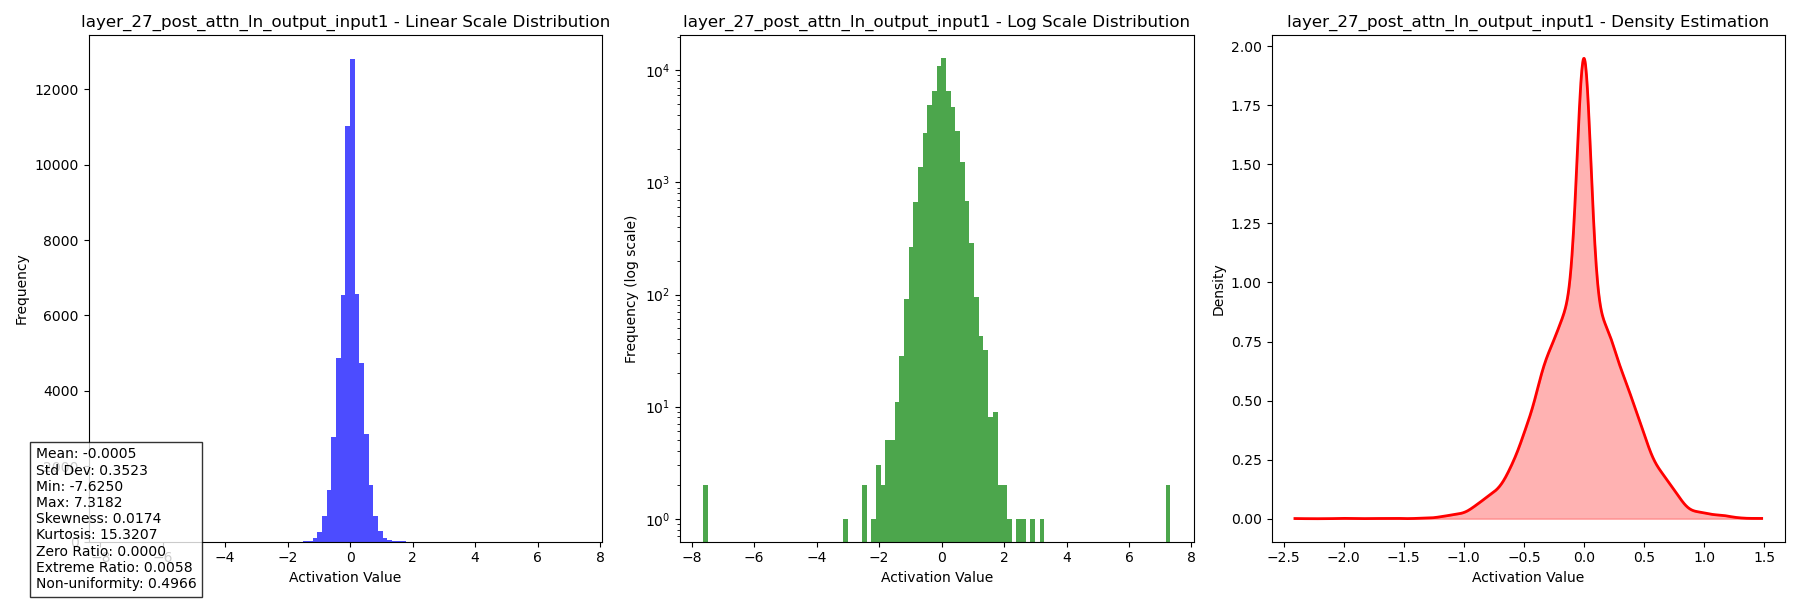 layer_27_post_attn_ln_output_input1 - Linear Scale Distribution
Frequency
12000
10000
8000
6000
4000
−4
−2
0
2
4
6
8
Activation Value
Mean: -0.0005
Std Dev: 0.3523
Min: -7.6250
Max: 7.3182
Skewness: 0.0174
Kurtosis: 15.3207
Zero Ratio: 0.0000
Extreme Ratio: 0.0058
Non-uniformity: 0.4966
layer_27_post_attn_ln_output_input1 - Log Scale Distribution
Frequency (log scale)
10⁴
10³
10²
10¹
10⁰
−8
−6
−4
−2
0
2
4
6
8
Activation Value
layer_27_post_attn_ln_output_input1 - Density Estimation
Density
2.00
1.75
1.50
1.25
1.00
0.75
0.50
0.25
0.00
−2.5
−2.0
−1.5
−1.0
−0.5
0.0
0.5
1.0
1.5
Activation Value